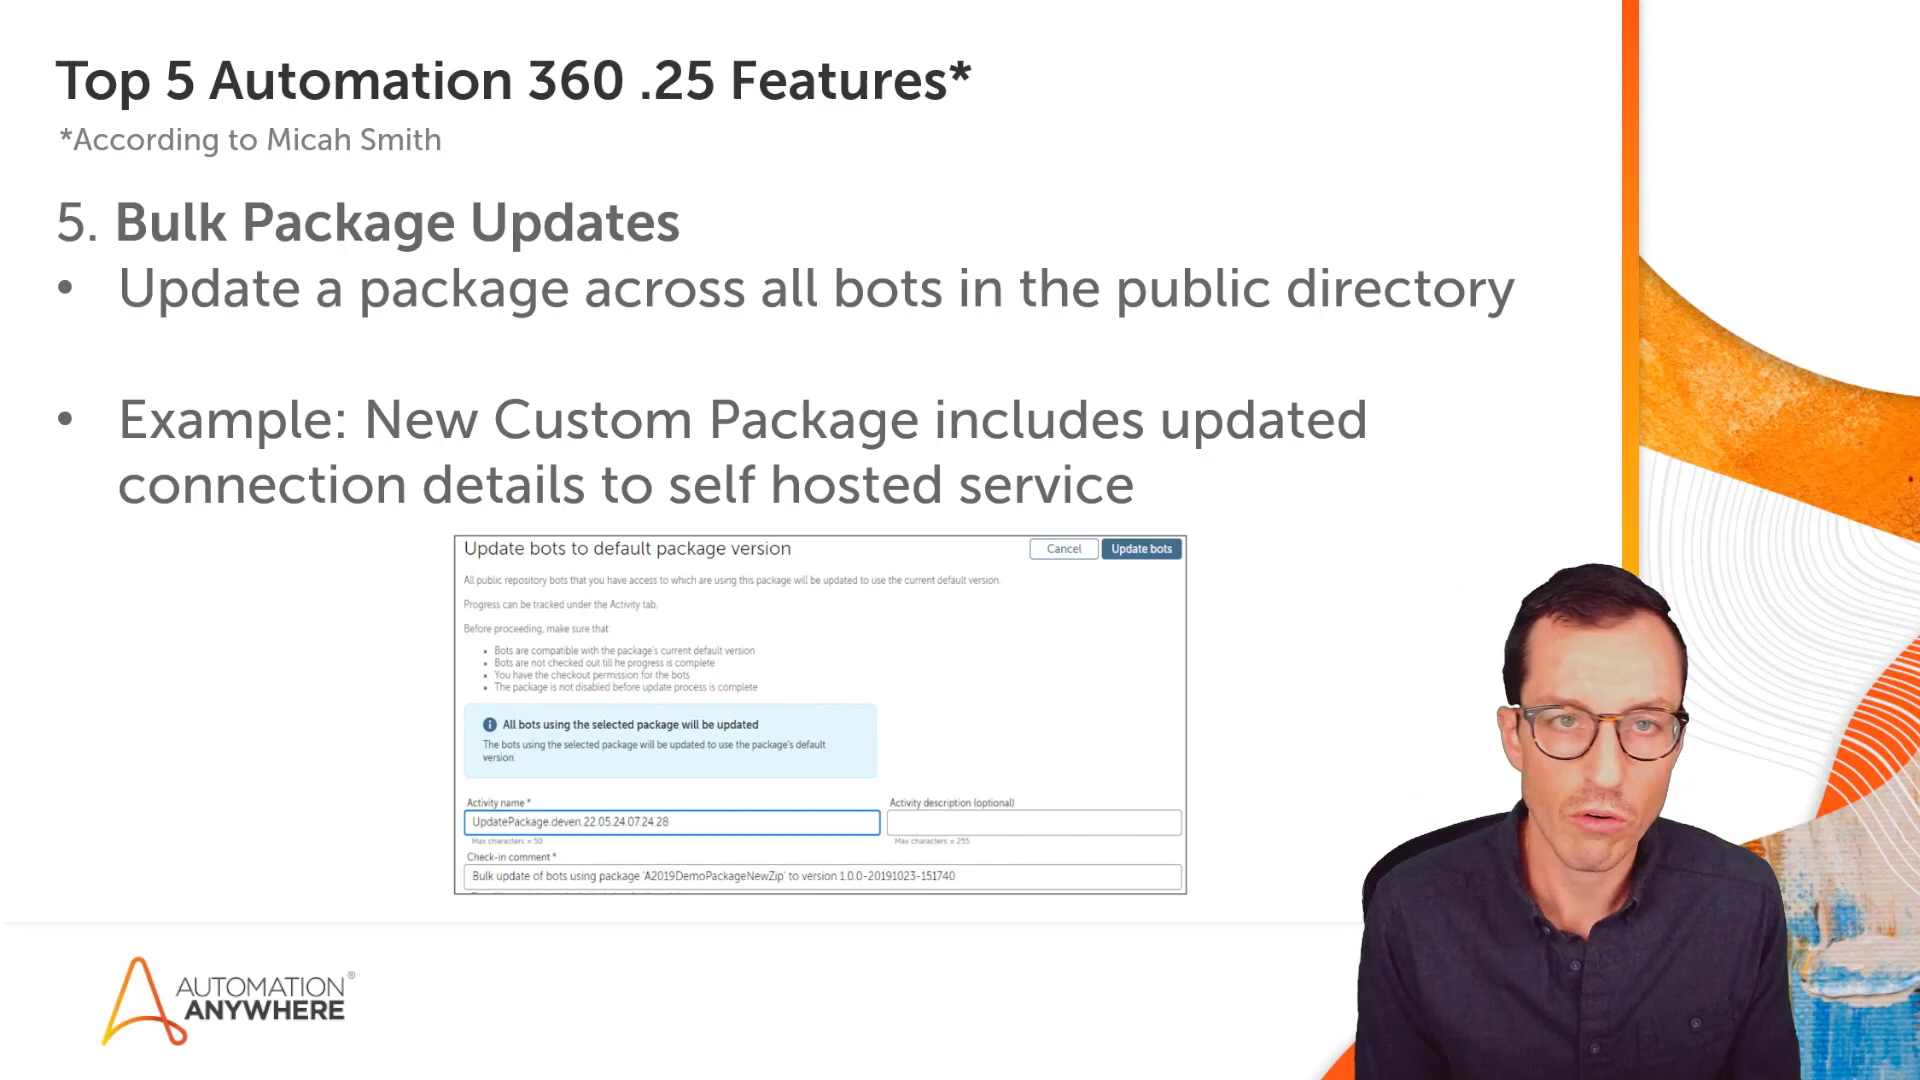 Top 5 Automation 360 .25 Features*
*According to Micah Smith
5. Bulk Package Updates
• Update a package across all bots in the public directory
• Example: New Custom Package includes updated
connection details to self hosted service
Update bots to default package version
Cancel
Update bots
All public repository bots that you have access to which are using this package will be updated to use the current default version.
Progress can be tracked under the Activity tab.
Before proceeding, make sure that:
• Bots are compatible with the package's current default version
• Bots are not checked out till he progress is complete
• You have the checkout permission for the bots
• The package is not disabled before update process is complete
All bots using the selected package will be updated
The bots using the selected package will be updated to use the package's default
version.
Activity name *
Activity description (optional)
UpdatePackage.deven.22.05.24.07.24.28
Max characters = 50
Max characters = 255
Check-in comment *
Bulk update of bots using package 'A2019DemoPackageNewZip' to version 1.0.0-20191023-151740
AUTOMATION®
ANYWHERE